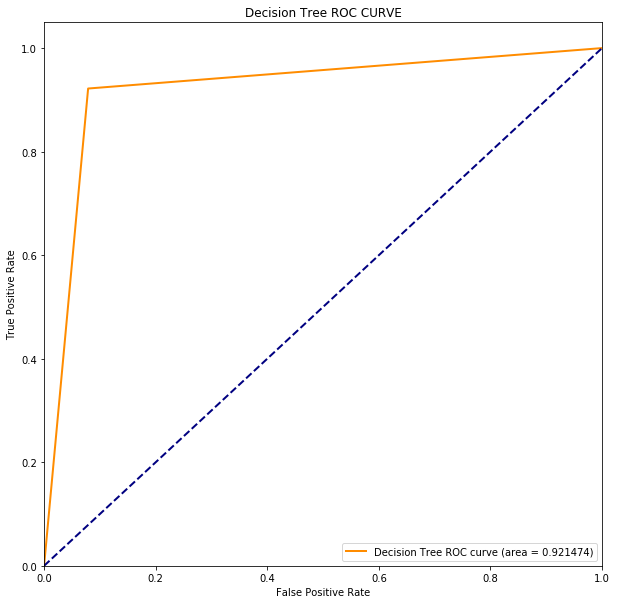 Decision Tree ROC CURVE
True Positive Rate
1.0
0.8
0.6
0.4
0.2
0.0
Decision Tree ROC curve (area = 0.921474)
0.0 0.2 0.4 0.6 0.8 1.0
False Positive Rate